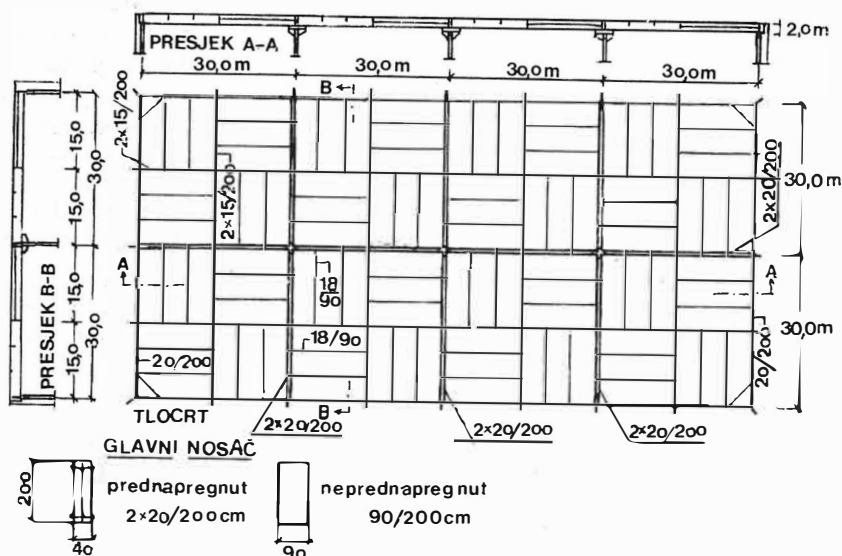 PRESJEK A-A
2,0m
30,0m
30,0m
30,0m
30,0m
B
2×15/200
15,0
15,0
30,0
15,0
15,0
30,0
PRESJEK B-B
2×15/200
2×20/200
30,0m
A
A
18/90
18/90
20/200
20/200
30,0m
B
TLOCRT
2×20/200
2×20/200
2×20/200
GLAVNI NOSAČ
200
40
prednapregnut
2×20/200cm
90
neprednapregnut
90/200cm